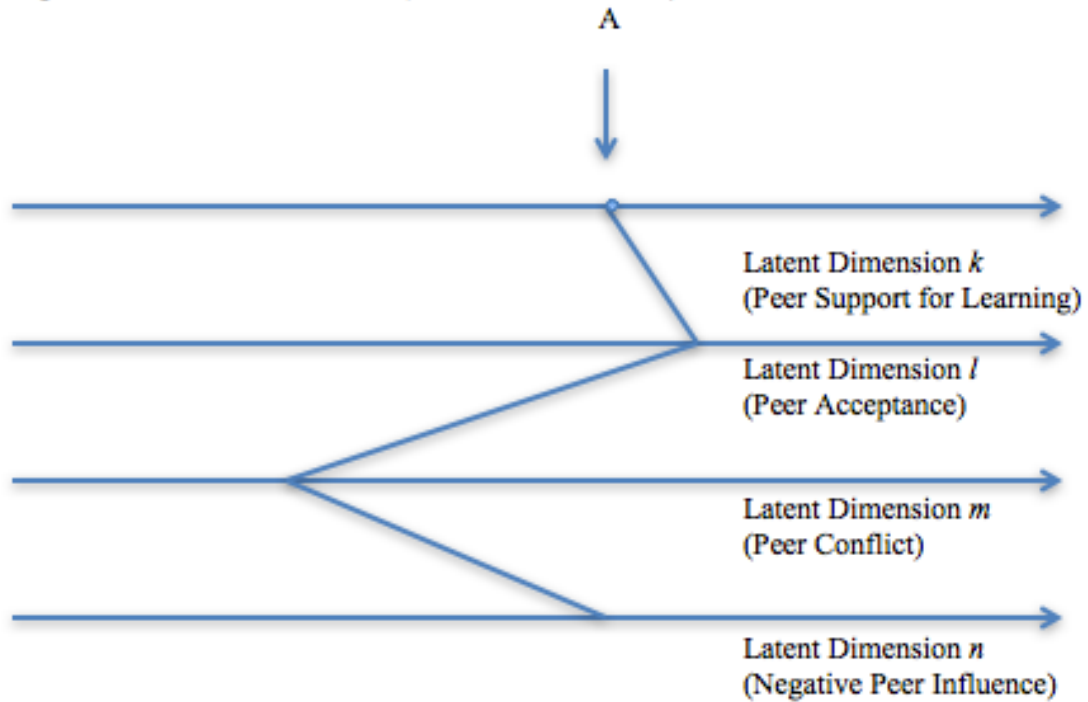 A
Latent Dimension k
(Peer Support for Learning)
Latent Dimension l
(Peer Acceptance)
Latent Dimension m
(Peer Conflict)
Latent Dimension n
(Negative Peer Influence)